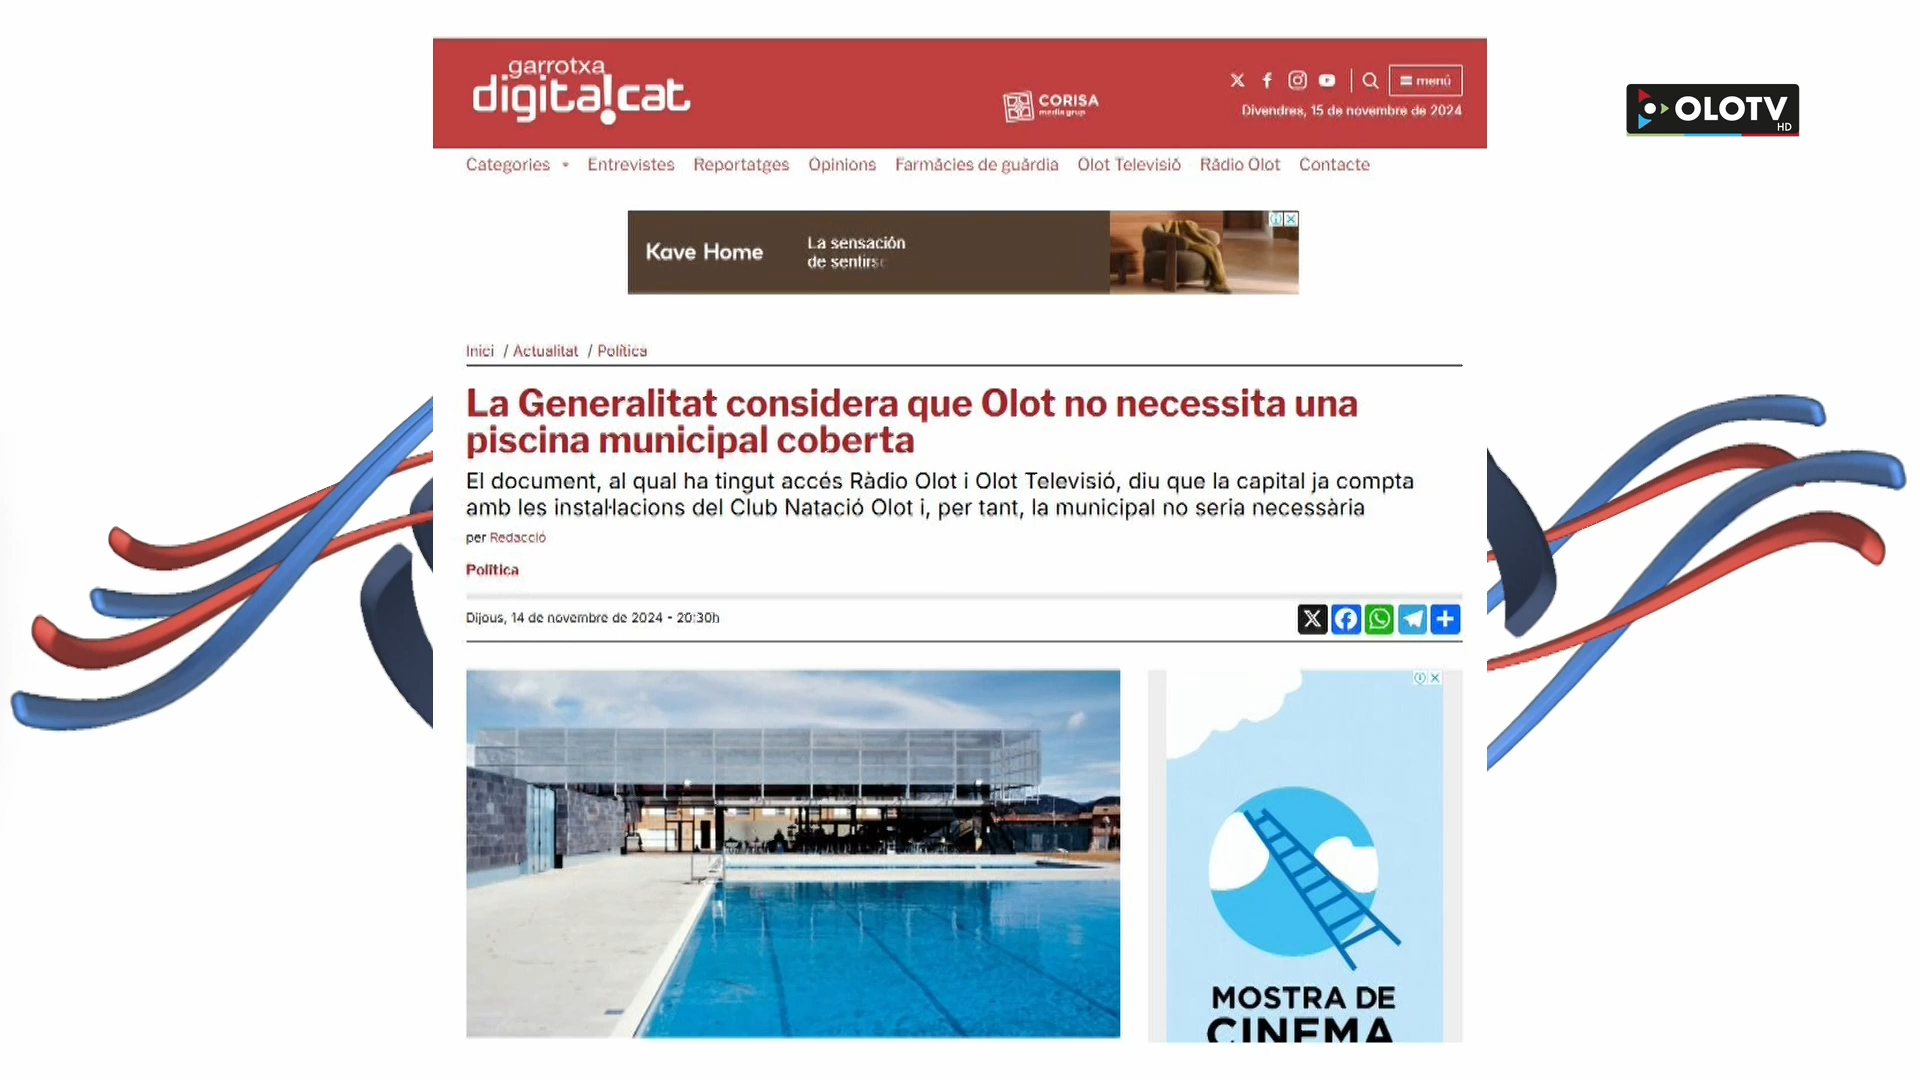 garrotxa
digital.cat
CORISA
media grup
menú
Divendres, 15 de novembre de 2024
OLOTV
HD
Categories Entrevistes Reportatges Opinions Farmàcies de guàrdia Olot Televisió Ràdio Olot Contacte
Kave Home
La sensación
de sentirse
Inici / Actualitat / Política
La Generalitat considera que Olot no necessita una
piscina municipal coberta
El document, al qual ha tingut accés Ràdio Olot i Olot Televisió, diu que la capital ja compta
amb les instal·lacions del Club Natació Olot i, per tant, la municipal no seria necessària
per Redacció
Política
Dijous, 14 de novembre de 2024 - 20:30h
MOSTRA DE
CINEMA